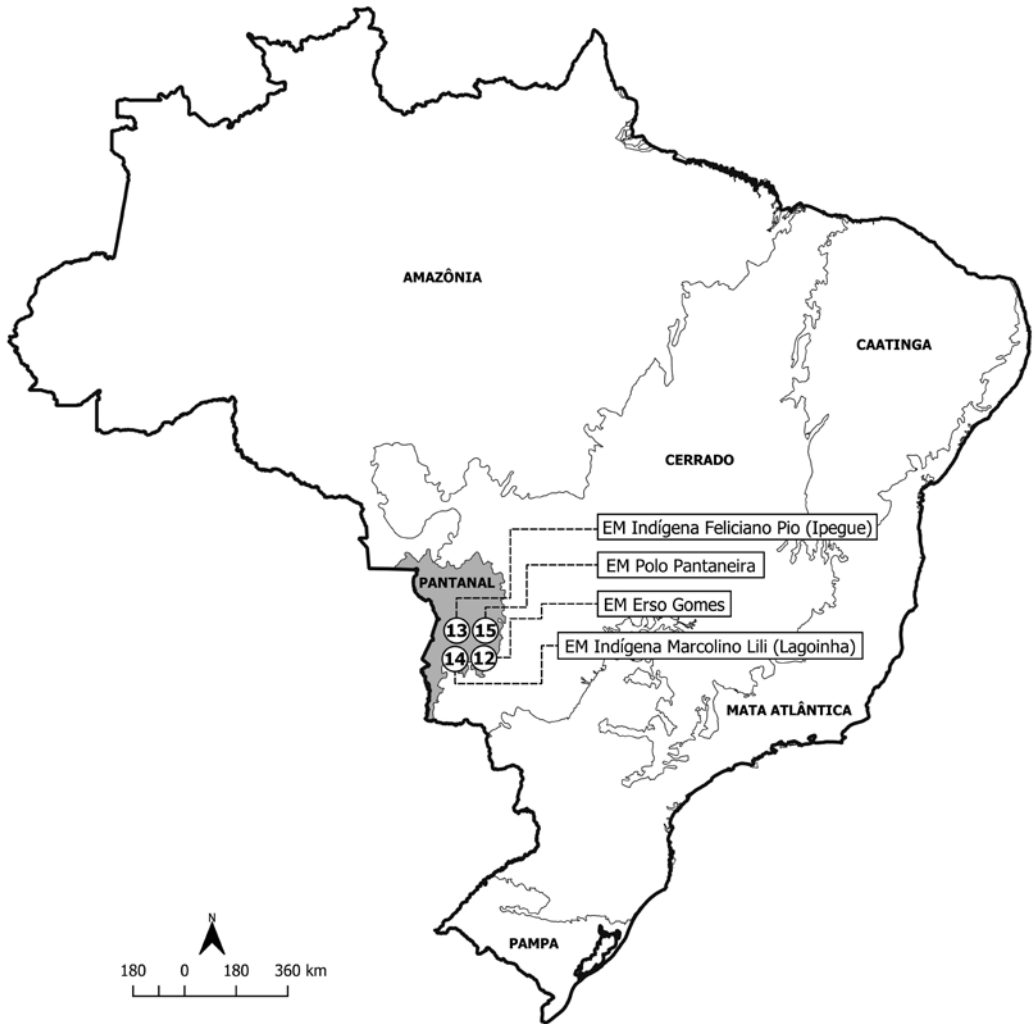 AMAZÔNIA
CAATINGA
CERRADO
EM Indígena Feliciano Pio (Ipegue)
EM Polo Pantaneira
PANTANAL
EM Erso Gomes
13 15
EM Indígena Marcolino Lili (Lagoinha)
14 12
MATA ATLÂNTICA
N
PAMPA
180 0 180 360 km